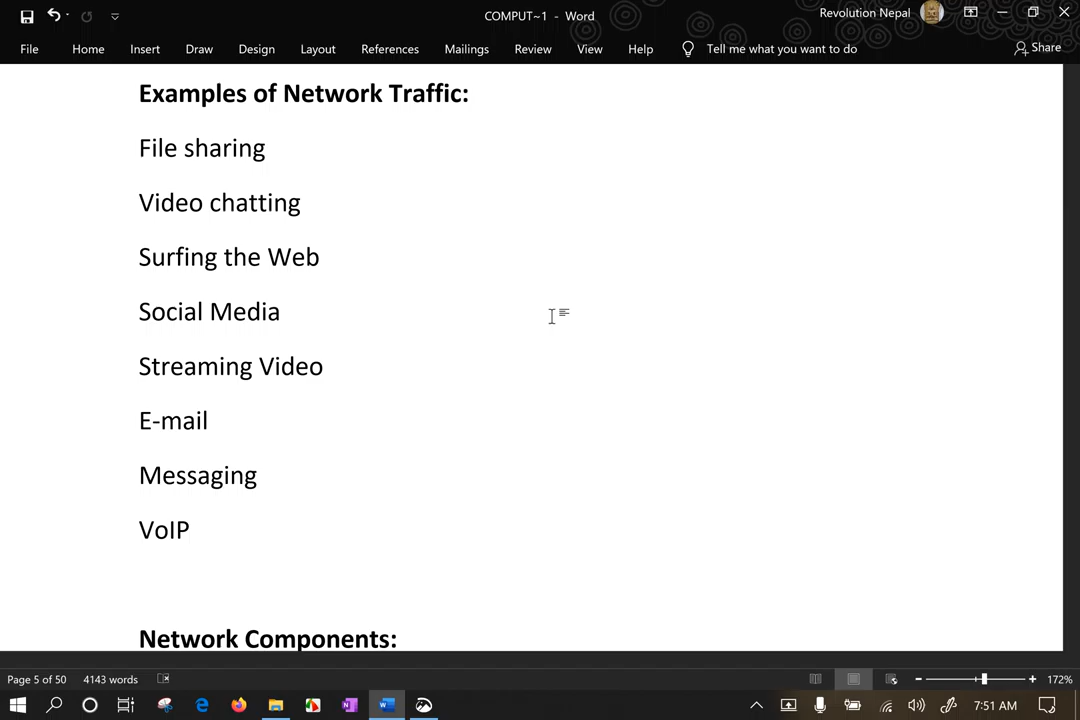 COMPUT~1 - Word
Revolution Nepal
File Home Insert Draw Design Layout References Mailings Review View Help Tell me what you want to do Share
Examples of Network Traffic:
File sharing
Video chatting
Surfing the Web
Social Media
Streaming Video
E-mail
Messaging
VoIP
Network Components:
Page 5 of 50 4143 words 172%
7:51 AM